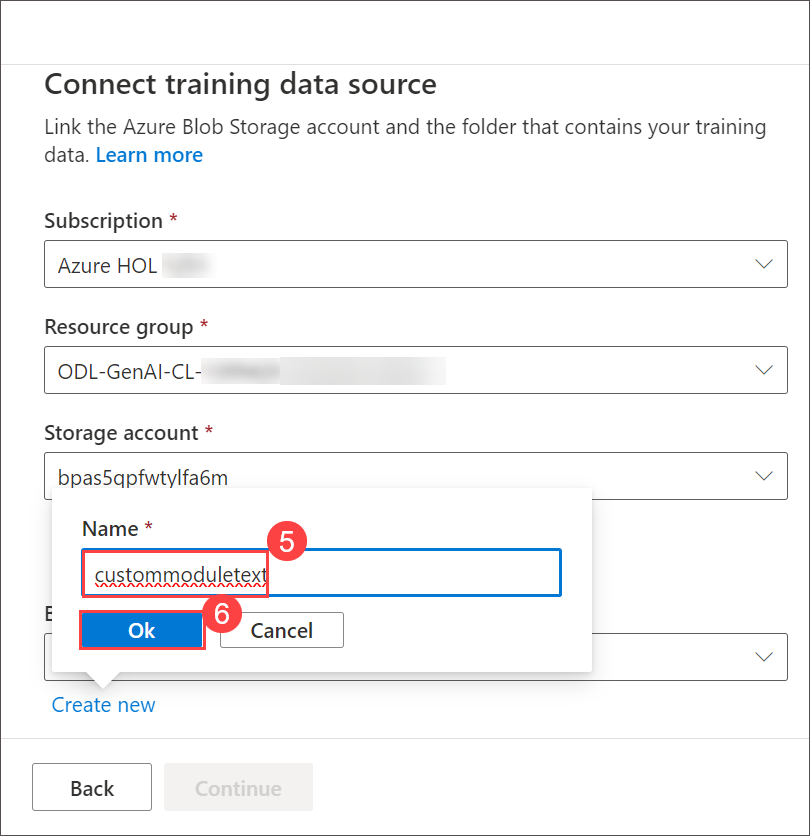 Connect training data source
Link the Azure Blob Storage account and the folder that contains your training
data. Learn more
Subscription *
Azure HOL
Resource group *
ODL-GenAI-CL-
Storage account *
bpas5qpfwtylfa6m
Name *
5
custommoduletext
6
Ok
Cancel
Create new
Back
Continue